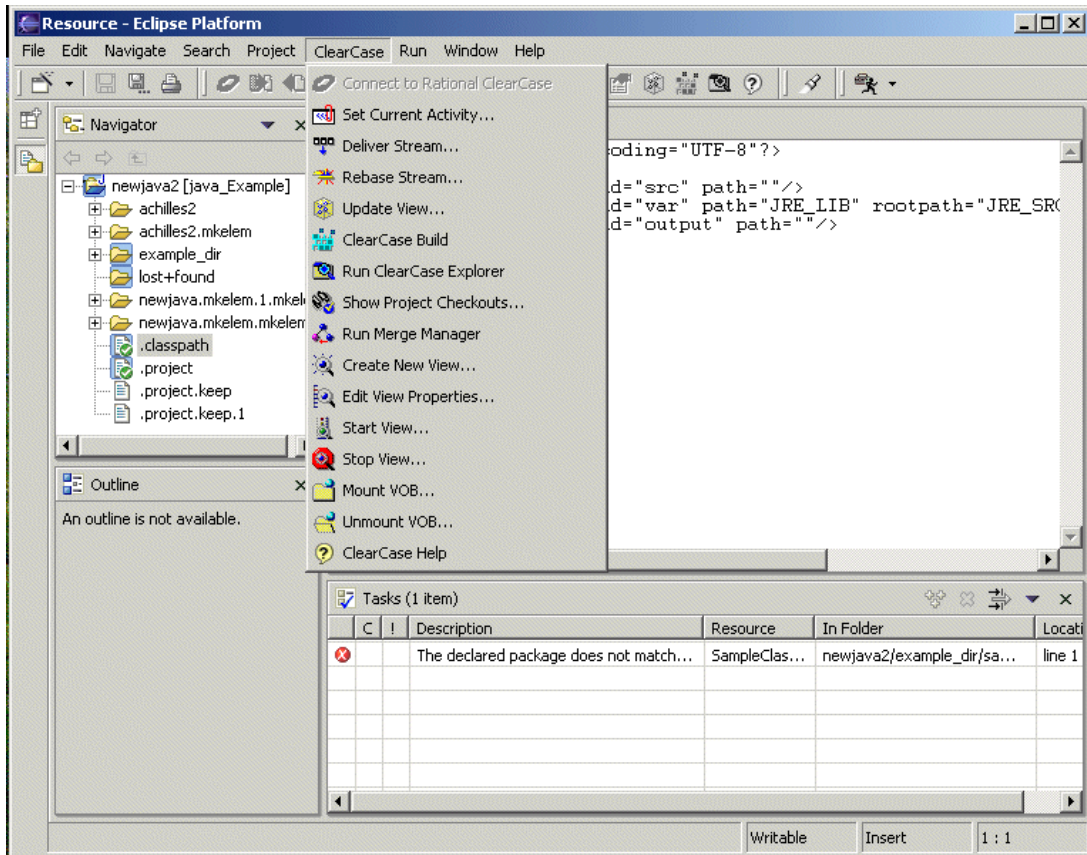 Resource - Eclipse Platform
File Edit Navigate Search Project ClearCase Run Window Help
Connect to Rational ClearCase
Set Current Activity...
Deliver Stream...
Rebase Stream...
Update View...
ClearCase Build
Run ClearCase Explorer
Show Project Checkouts...
Run Merge Manager
Create New View...
Edit View Properties...
Start View...
Stop View...
Mount VOB...
Unmount VOB...
ClearCase Help
Navigator
newjava2 [java_Example]
achilles2
achilles2.mkelem
example_dir
lost+found
newjava.mkelem.1.mkel
newjava.mkelem.mkelem
.classpath
.project
.project.keep
.project.keep.1
oding="UTF-8"?>
d="src" path=""/>
d="var" path="JRE_LIB" rootpath="JRE_SRC
d="output" path=""/>
Outline
An outline is not available.
Tasks (1 item)
C ! Description Resource In Folder Locati
The declared package does not match... SampleClas... newjava2/example_dir/sa... line 1
Writable Insert 1 : 1